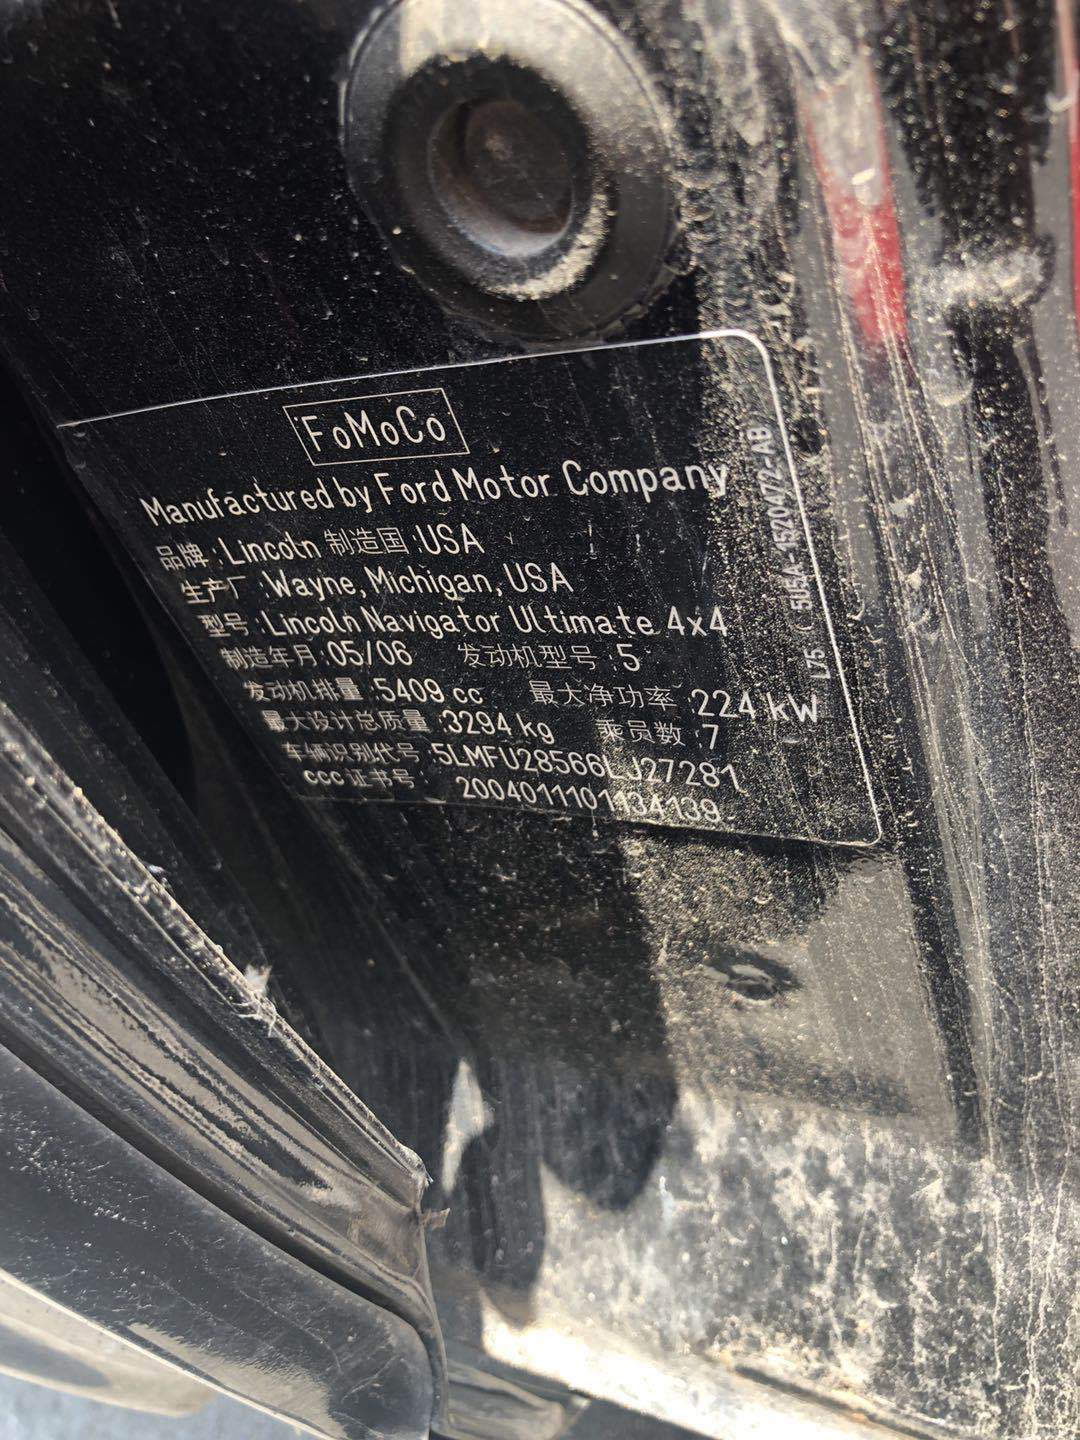 FoMoCo
Manufactured by Ford Motor Company
品牌:Lincoln 制造国:USA
生产厂:Wayne, Michigan, USA
型号:Lincoln Navigator Ultimate 4x4
制造年月:05/06 发动机型号:5
发动机排量:5409 cc 最大净功率:224 kW
最大设计总质量:3294 kg 乘员数:7
车辆识别代号:5LMFU28566LJ27281
CCC证书号: 2004011101134139
L75 (5U5A-1520472-AB